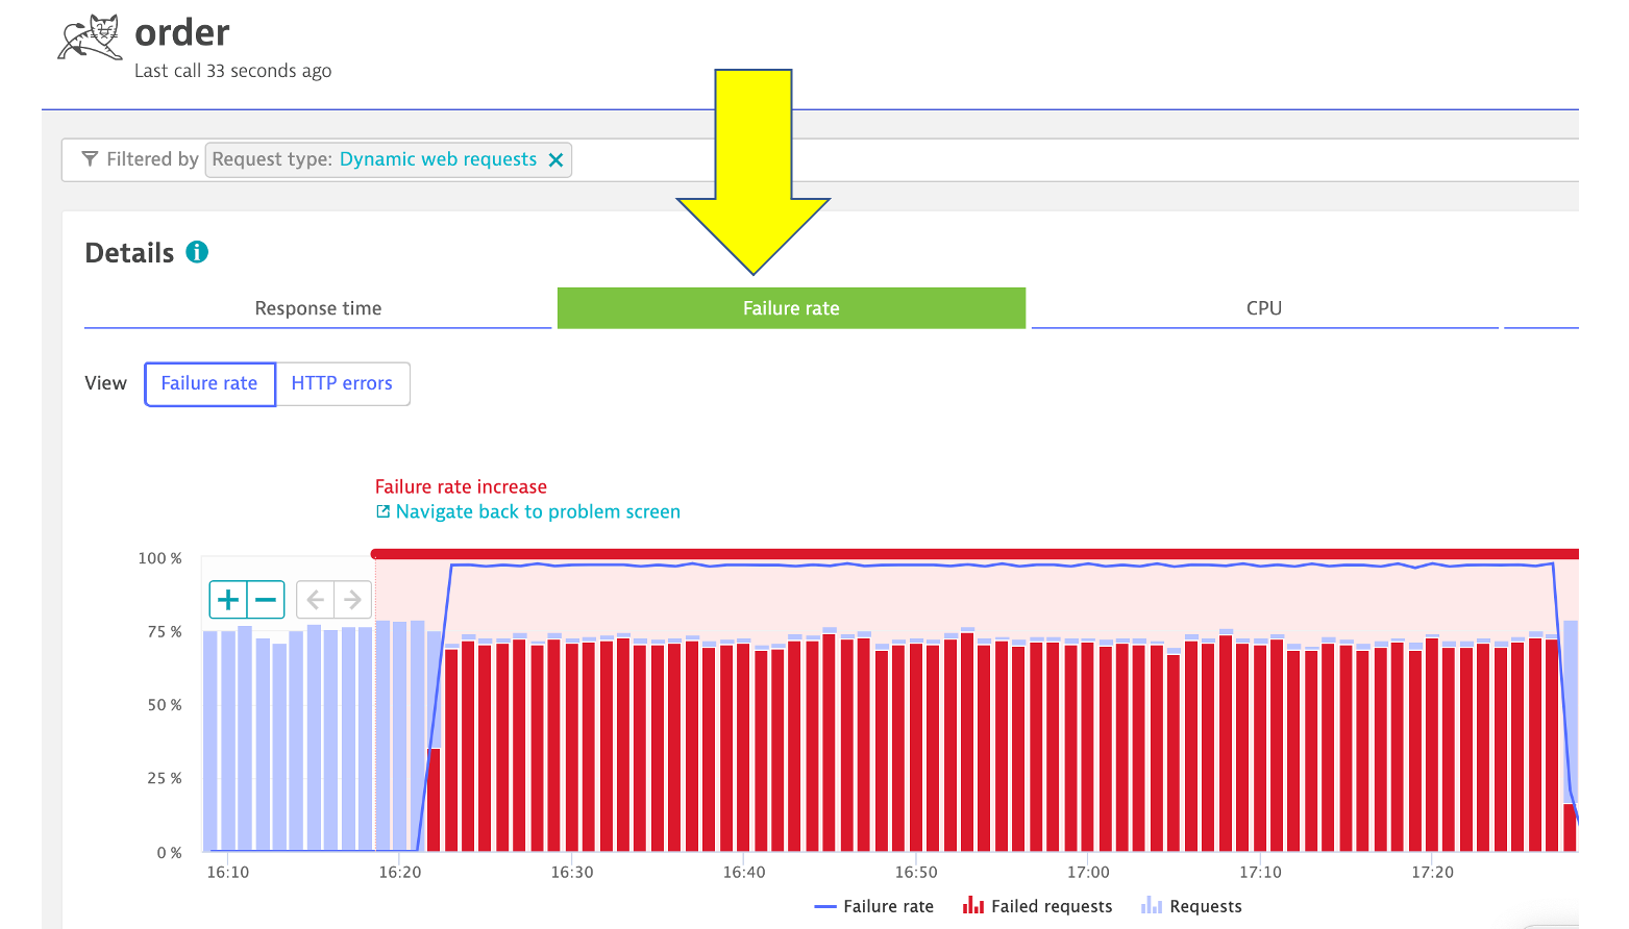 order
Last call 33 seconds ago
Filtered by Request type: Dynamic web requests
Details
Response time Failure rate CPU
View Failure rate HTTP errors
Failure rate increase
Navigate back to problem screen
100 %
75 %
50 %
25 %
0 %
16:10 16:20 16:30 16:40 16:50 17:00 17:10 17:20
Failure rate Failed requests Requests